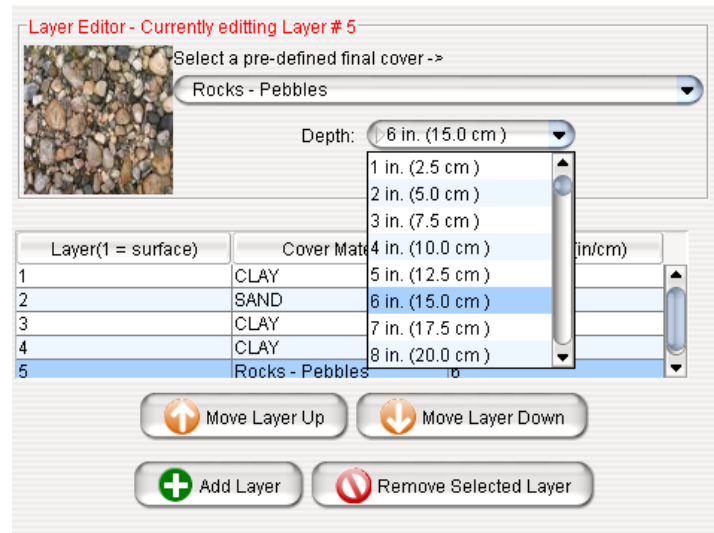 Layer Editor - Currently editting Layer # 5
Select a pre-defined final cover ->
Rocks - Pebbles
Depth: 6 in. (15.0 cm )
1 in. (2.5 cm )
2 in. (5.0 cm )
3 in. (7.5 cm )
4 in. (10.0 cm )
5 in. (12.5 cm )
6 in. (15.0 cm )
7 in. (17.5 cm )
8 in. (20.0 cm )
Layer(1 = surface) Cover Mate in/cm)
1 CLAY
2 SAND
3 CLAY
4 CLAY
5 Rocks - Pebbles 6
Move Layer Up Move Layer Down
Add Layer Remove Selected Layer